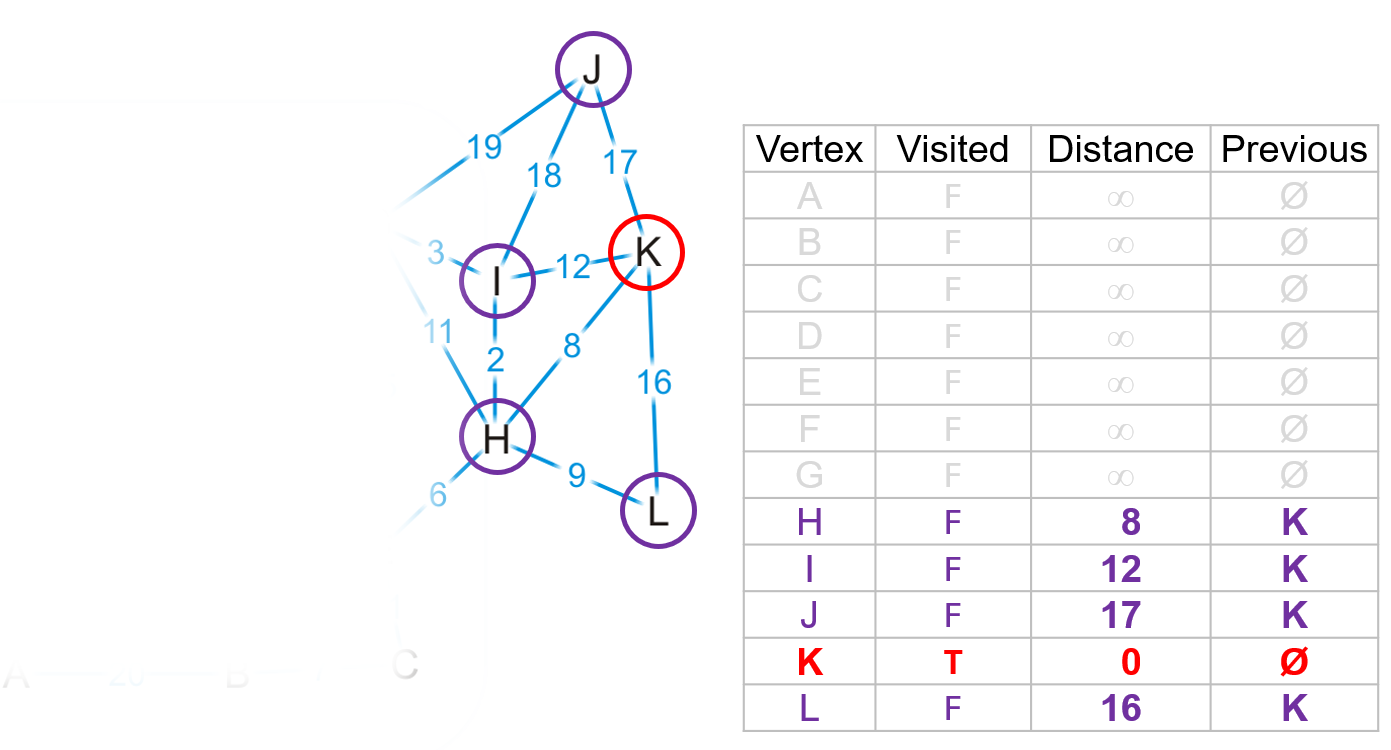 J
19
17
18
K
3
12
I
11
8
2
16
H
9
6
L
C
A
20
B
Vertex Visited Distance Previous
A F ∞ Ø
B F ∞ Ø
C F ∞ Ø
D F ∞ Ø
E F ∞ Ø
F F ∞ Ø
G F ∞ Ø
H F 8 K
I F 12 K
J F 17 K
K T 0 Ø
L F 16 K